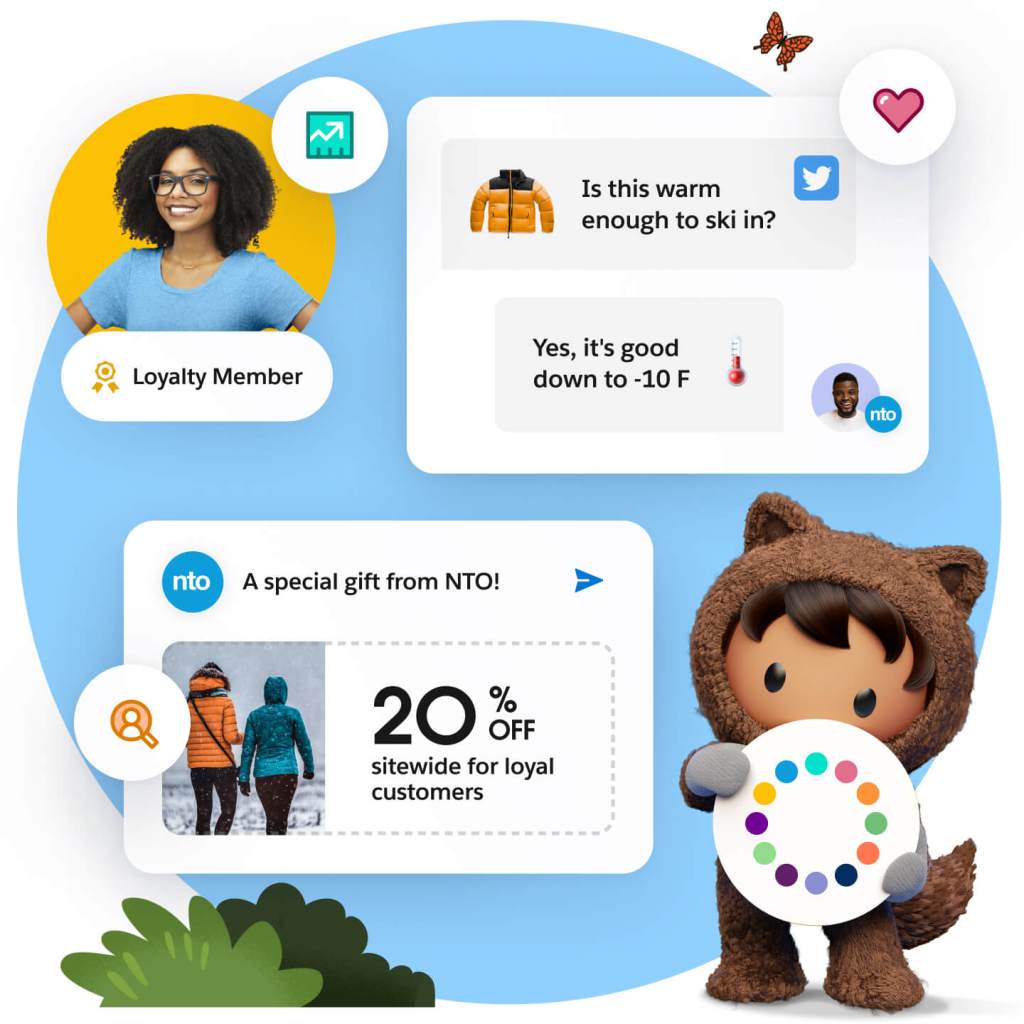 Is this warm
enough to ski in?
Yes, it's good
down to -10 F
nto
Loyalty Member
nto
A special gift from NTO!
20 %
OFF
sitewide for loyal
customers